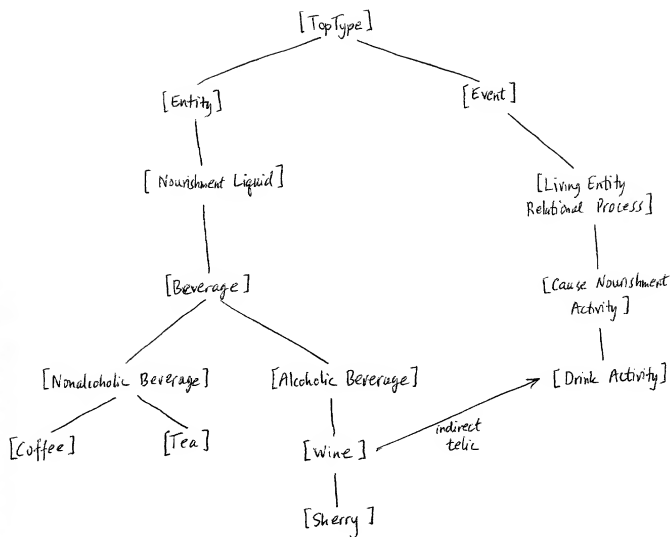 [TopType]
[Entity]
[Event]
[Nourishment Liquid]
[Living Entity
Relational Process]
[Beverage]
[Cause Nourishment
Activity]
[Nonalcoholic Beverage]
[Alcoholic Beverage]
[Drink Activity]
[Coffee]
[Tea]
[Wine]
indirect
telic
[Sherry]